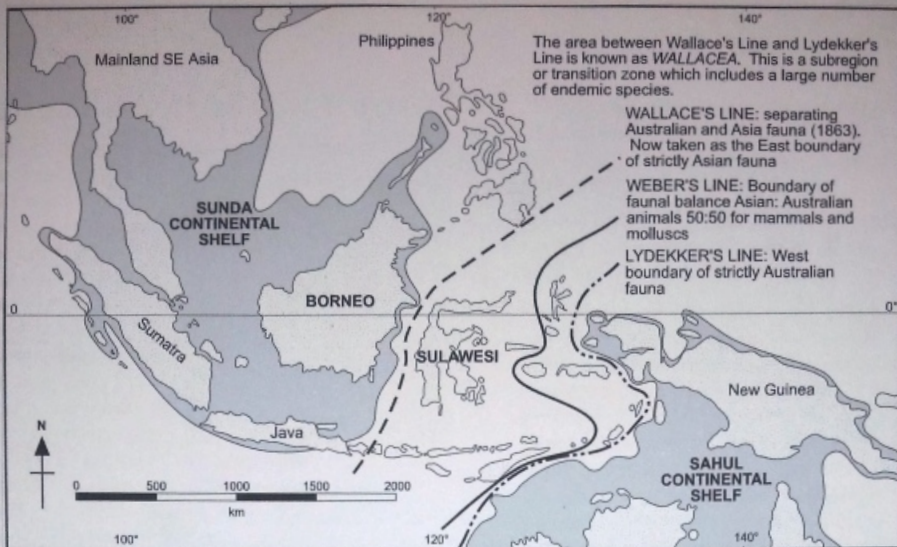 100°
120°
140°
Mainland SE Asia
Philippines
The area between Wallace's Line and Lydekker's
Line is known as WALLACEA. This is a subregion
or transition zone which includes a large number
of endemic species.
WALLACE'S LINE: separating
Australian and Asia fauna (1863).
Now taken as the East boundary
of strictly Asian fauna
WEBER'S LINE: Boundary of
faunal balance Asian: Australian
animals 50:50 for mammals and
molluscs
LYDEKKER'S LINE: West
boundary of strictly Australian
fauna
SUNDA
CONTINENTAL
SHELF
BORNEO
0
0°
Sumatra
SULAWESI
New Guinea
Java
N
SAHUL
CONTINENTAL
SHELF
0 500 1000 1500 2000
km
100°
120°
140°